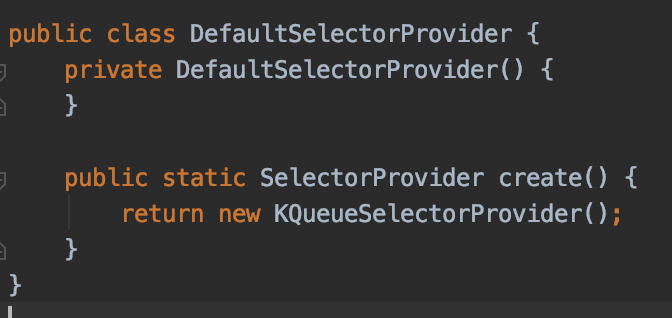 public class DefaultSelectorProvider {
    private DefaultSelectorProvider() {
    }

    public static SelectorProvider create() {
        return new KQueueSelectorProvider();
    }
}